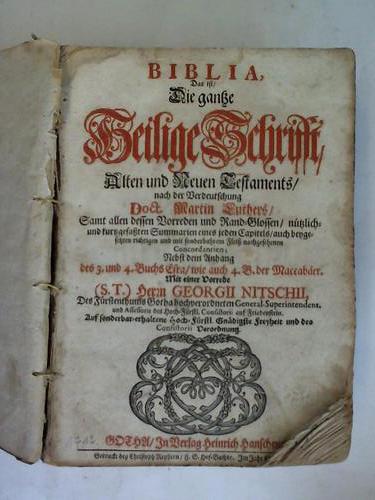 BIBLIA,
Das ist/
Die gantze
Heilige Schrifft,
Alten und Neuen Testaments/
nach der Verdeutschung
Doct. Martin Luthers/
Samt allen dessen Vorreden und Rand-Glossen/ nützlich-
und kurtzgefaßten Summarien eines jeden Capitels/ auch beyge-
setzten richtigen und mit sonderbahrem Fleiß nachgesehenen
Concordantien;
Nebst dem Anhang
des 3. und 4. Buchs Esra/ wie auch 4. B. der Maccabäer.
Mit einer Vorrede
(S. T.) Herrn GEORGII NITSCHII,
Des Fürstenthums Gotha hochverordneten General-Superintendent.
und Assessoris des Hoch-Fürstl. Consistorii auf Friedenstein.
Auf sonderbar-erhaltene Hoch-Fürstl. Gnädigste Freyheit und des
Consistorii Verordnung.
GOTHA/ In Verlag Heinrich
Gedruckt bey Christoph Reyhern/ F. S. Hof-Buchdr. Im Jahr